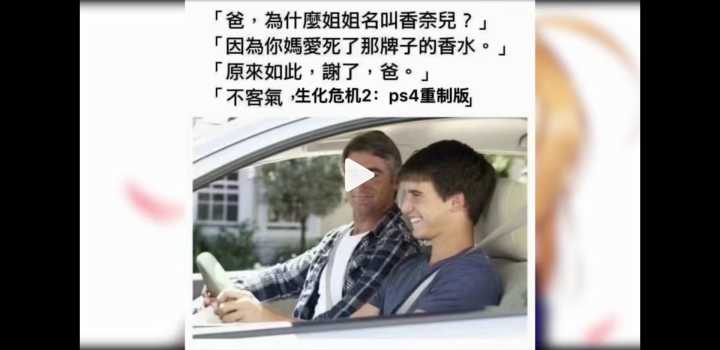 「爸，為什麼姐姐名叫香奈兒？」
「因為你媽愛死了那牌子的香水。」
「原來如此，謝了，爸。」
「不客氣，生化危机2：ps4重制版」